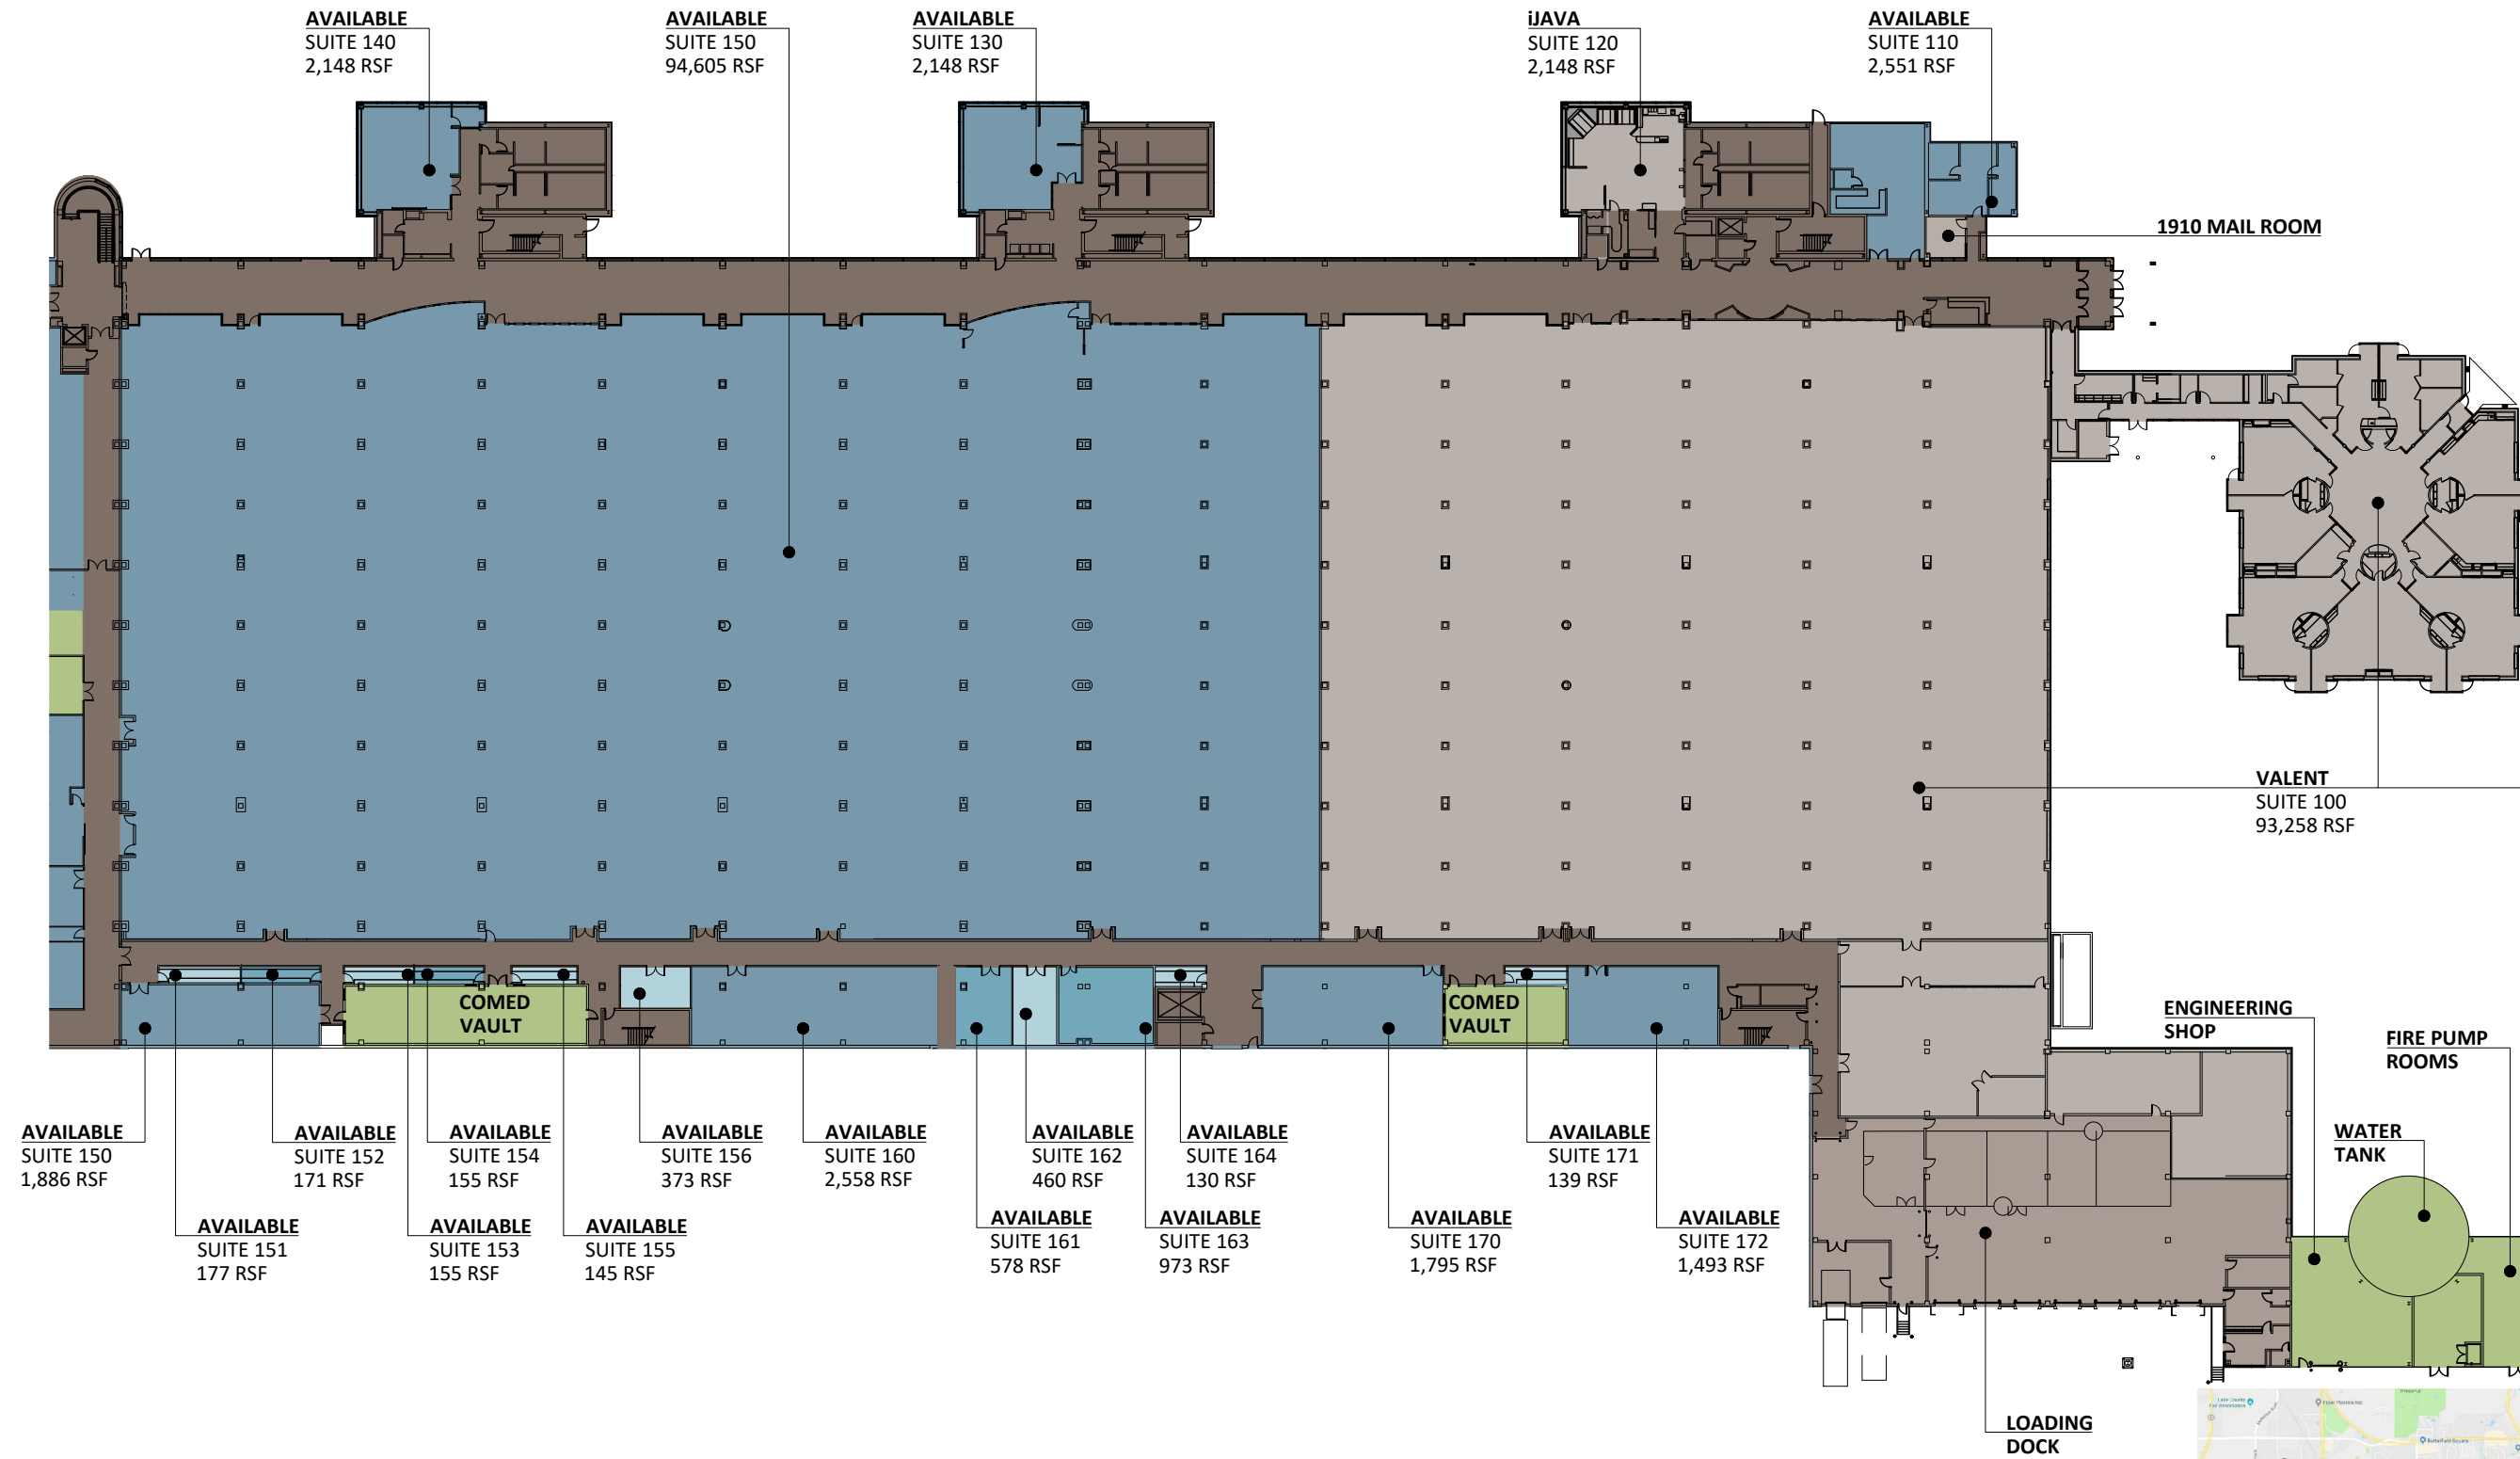 AVAILABLE
SUITE 140
2,148 RSF
AVAILABLE
SUITE 150
94,605 RSF
AVAILABLE
SUITE 130
2,148 RSF
iJAVA
SUITE 120
2,148 RSF
AVAILABLE
SUITE 110
2,551 RSF
1910 MAIL ROOM
VALENT
SUITE 100
93,258 RSF
COMED
VAULT
COMED
VAULT
ENGINEERING
SHOP
FIRE PUMP
ROOMS
WATER
TANK
AVAILABLE
SUITE 150
1,886 RSF
AVAILABLE
SUITE 152
171 RSF
AVAILABLE
SUITE 154
155 RSF
AVAILABLE
SUITE 156
373 RSF
AVAILABLE
SUITE 160
2,558 RSF
AVAILABLE
SUITE 162
460 RSF
AVAILABLE
SUITE 164
130 RSF
AVAILABLE
SUITE 171
139 RSF
AVAILABLE
SUITE 151
177 RSF
AVAILABLE
SUITE 153
155 RSF
AVAILABLE
SUITE 155
145 RSF
AVAILABLE
SUITE 161
578 RSF
AVAILABLE
SUITE 163
973 RSF
AVAILABLE
SUITE 170
1,795 RSF
AVAILABLE
SUITE 172
1,493 RSF
LOADING
DOCK
Lake County
Fair Association
Butterfield Square